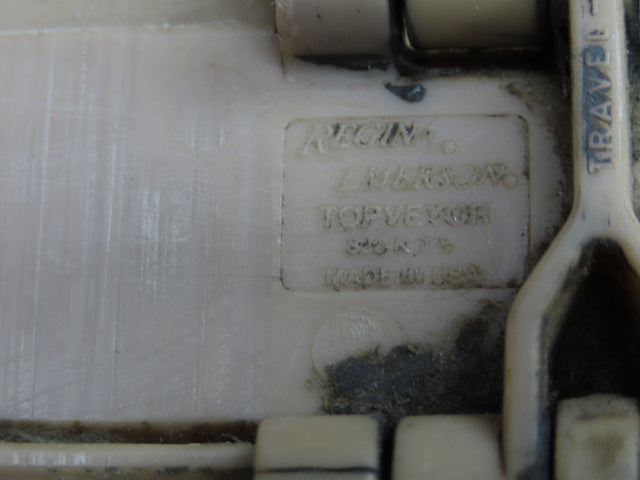 REGINA®
EMERSON®
TOPVEYOR
MADE IN USA
TRAVEL